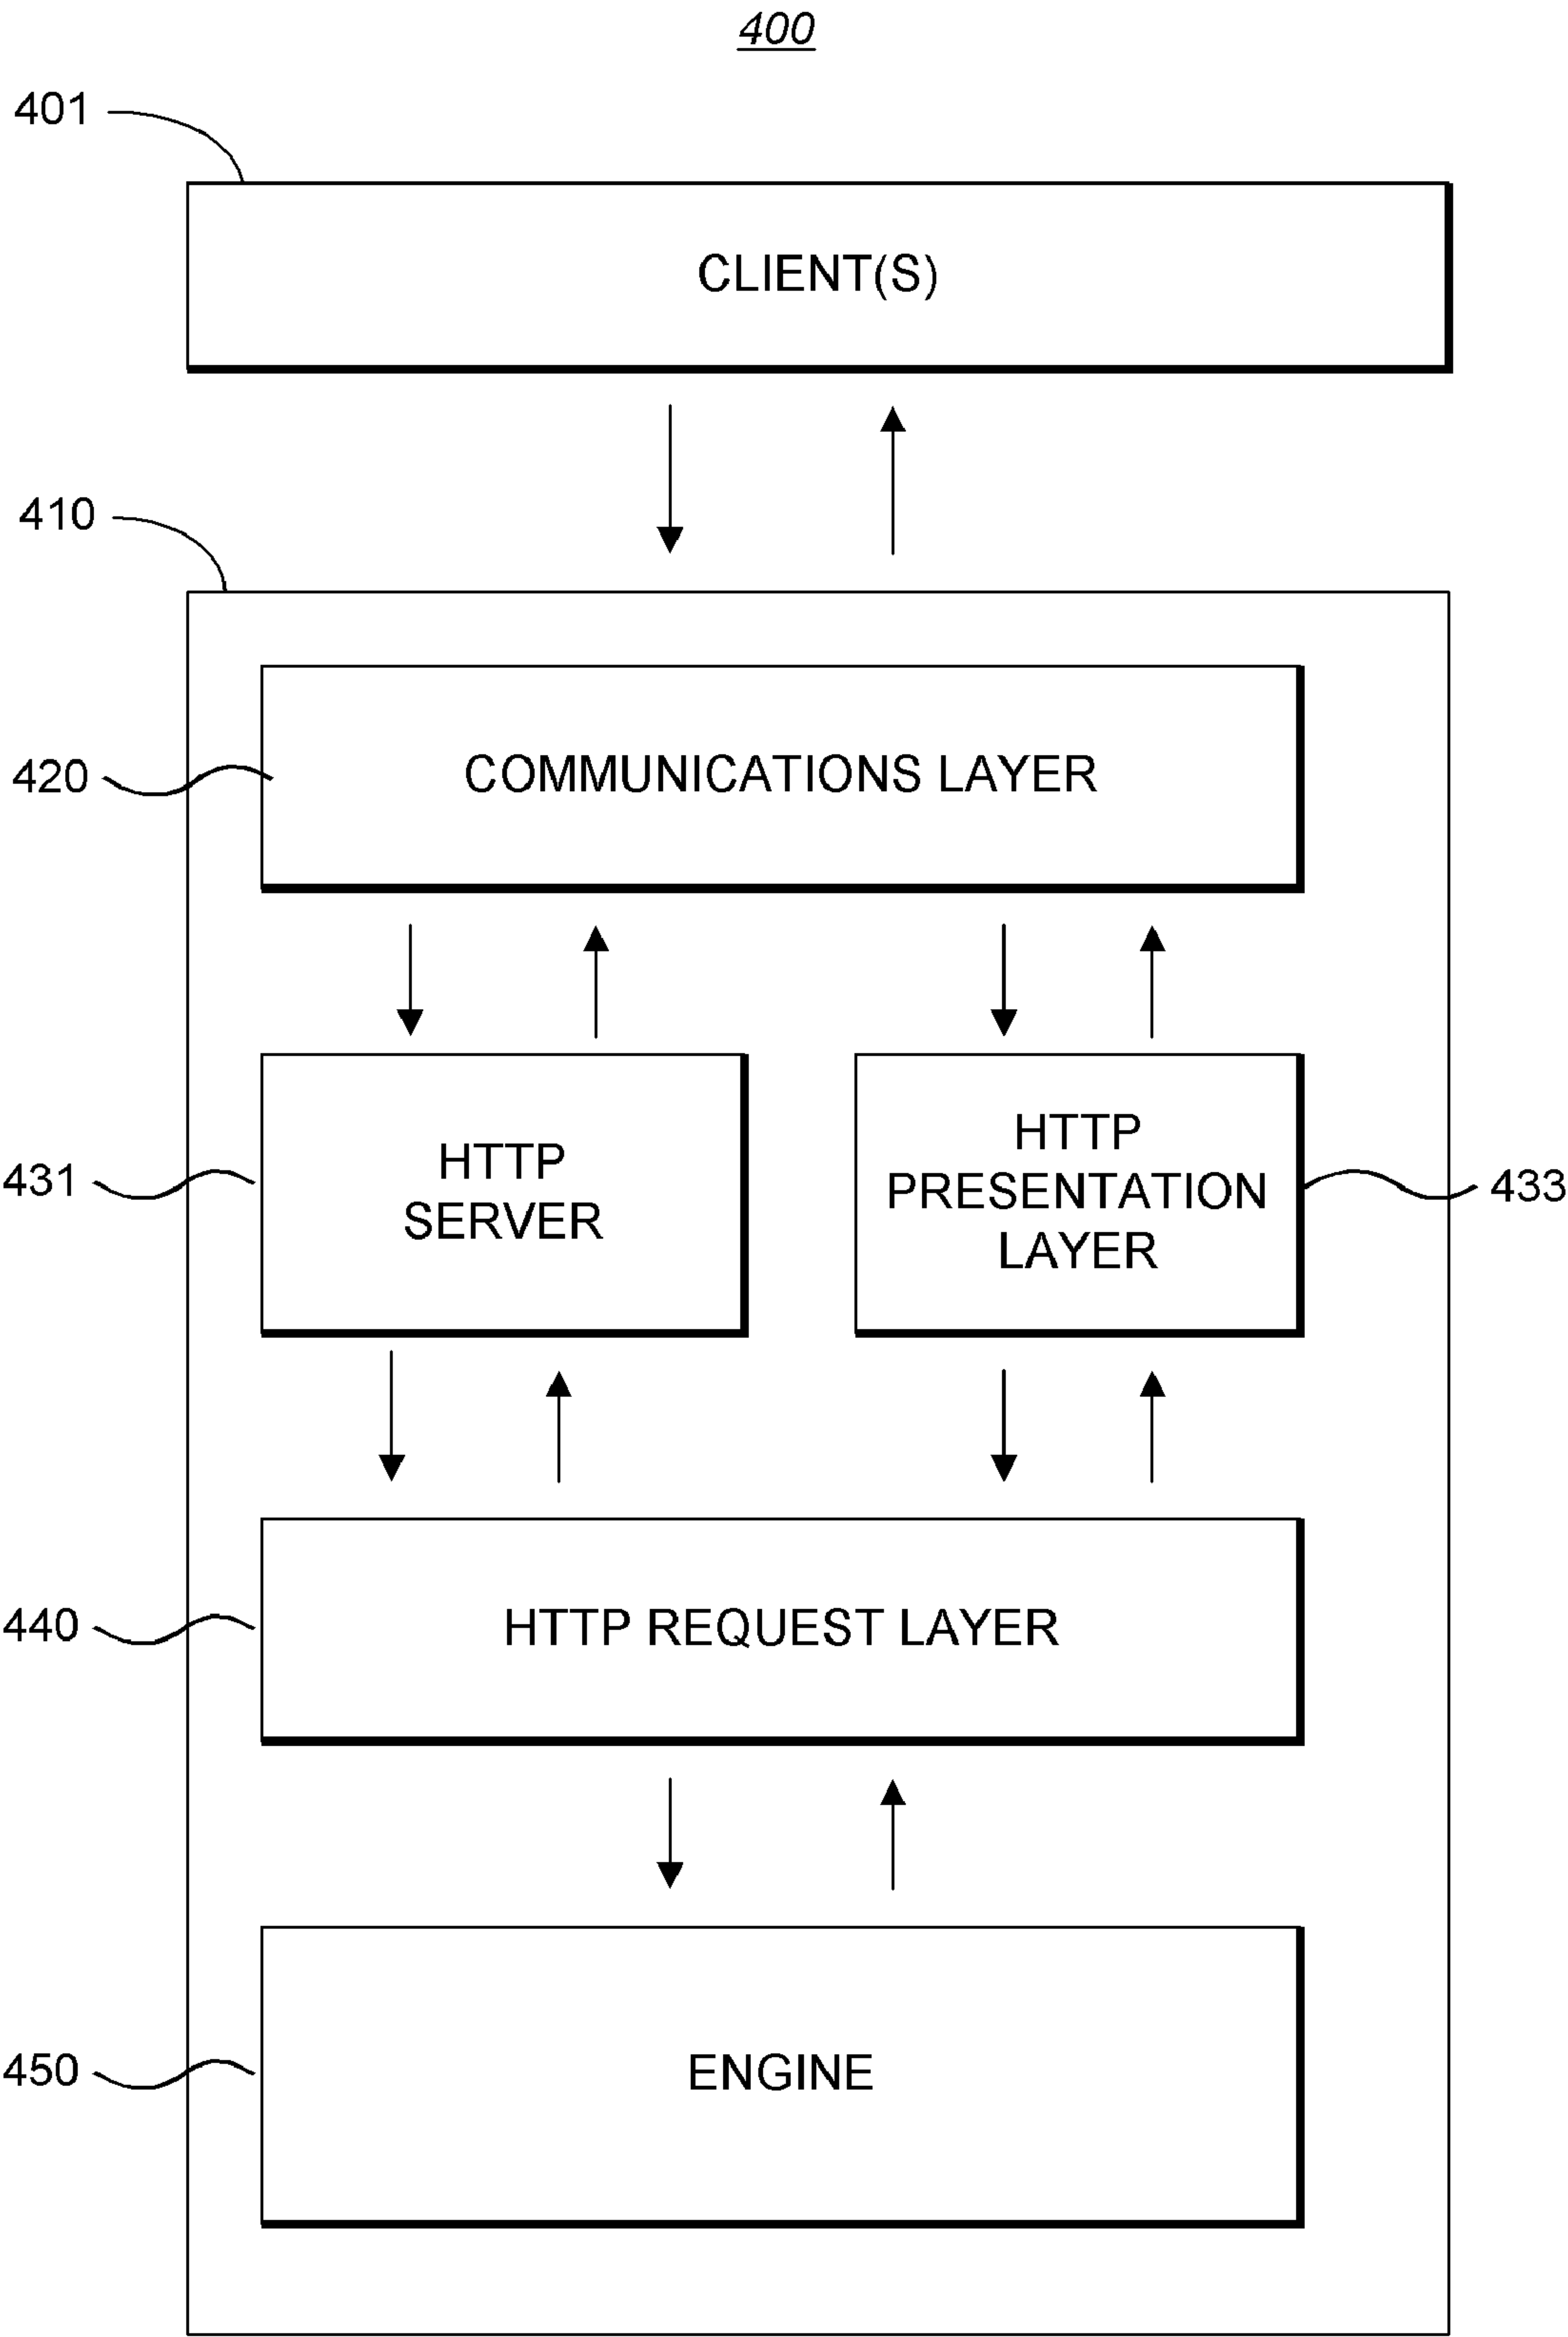 400
401
CLIENT(S)
410
420
COMMUNICATIONS LAYER
431
HTTP
SERVER
HTTP
PRESENTATION
LAYER
433
440
HTTP REQUEST LAYER
450
ENGINE